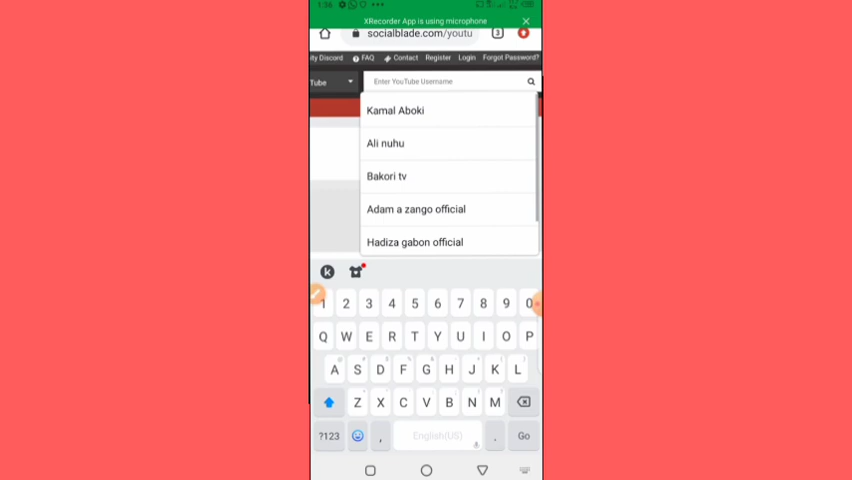 1:36
XRecorder App is using microphone
socialblade.com/youtu
3
ity Discord FAQ Contact Register Login Forgot Password?
Tube Enter YouTube Username
Kamal Aboki
Ali nuhu
Bakori tv
Adam a zango official
Hadiza gabon official
1 2 3 4 5 6 7 8 9 0
Q W E R T Y U I O P
A S D F G H J K L
Z X C V B N M
?123 , English(US) . Go